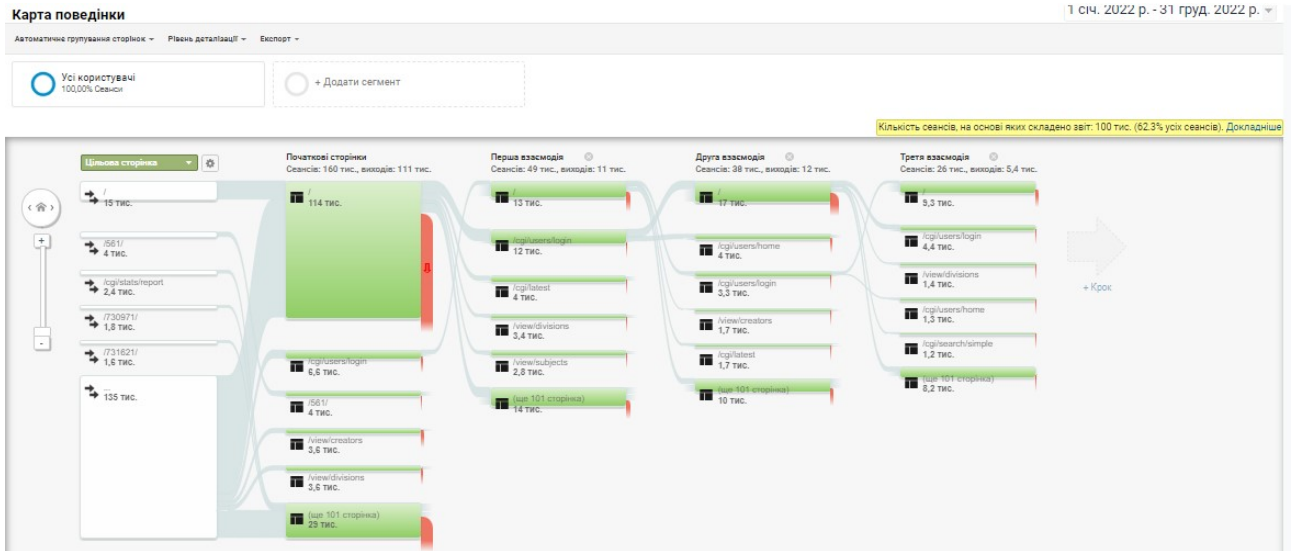 Карта поведінки
1 січ. 2022 р. - 31 груд. 2022 р.
Автоматичне групування сторінок
Рівень деталізації
Експорт
Усі користувачі
100,00% Сеанси
+ Додати сегмент
Кількість сеансів, на основі яких складено звіт: 100 тис. (62.3% усіх сеансів). Докладніше
Цільова сторінка
/
15 тис.
/561/
4 тис.
/cgi/stats/report
2,4 тис.
/730971/
1,8 тис.
/731621/
1,6 тис.
...
135 тис.
Початкові сторінки
Сеансів: 160 тис., виходів: 111 тис.
/
114 тис.
/cgi/users/login
6,6 тис.
/561/
4 тис.
/view/creators
3,6 тис.
/view/divisions
3,6 тис.
(ще 101 сторінка)
29 тис.
Перша взаємодія
Сеансів: 49 тис., виходів: 11 тис.
/
13 тис.
/cgi/users/login
12 тис.
/cgi/latest
4 тис.
/view/divisions
3,4 тис.
/view/subjects
2,8 тис.
(ще 101 сторінка)
14 тис.
Друга взаємодія
Сеансів: 38 тис., виходів: 12 тис.
/
17 тис.
/cgi/users/home
4 тис.
/cgi/users/login
3,3 тис.
/view/creators
1,7 тис.
/cgi/latest
1,7 тис.
(ще 101 сторінка)
10 тис.
Третя взаємодія
Сеансів: 26 тис., виходів: 5,4 тис.
/
9,3 тис.
/cgi/users/login
4,4 тис.
/view/divisions
1,4 тис.
/cgi/users/home
1,3 тис.
/cgi/search/simple
1,2 тис.
(ще 101 сторінка)
8,2 тис.
+ Крок